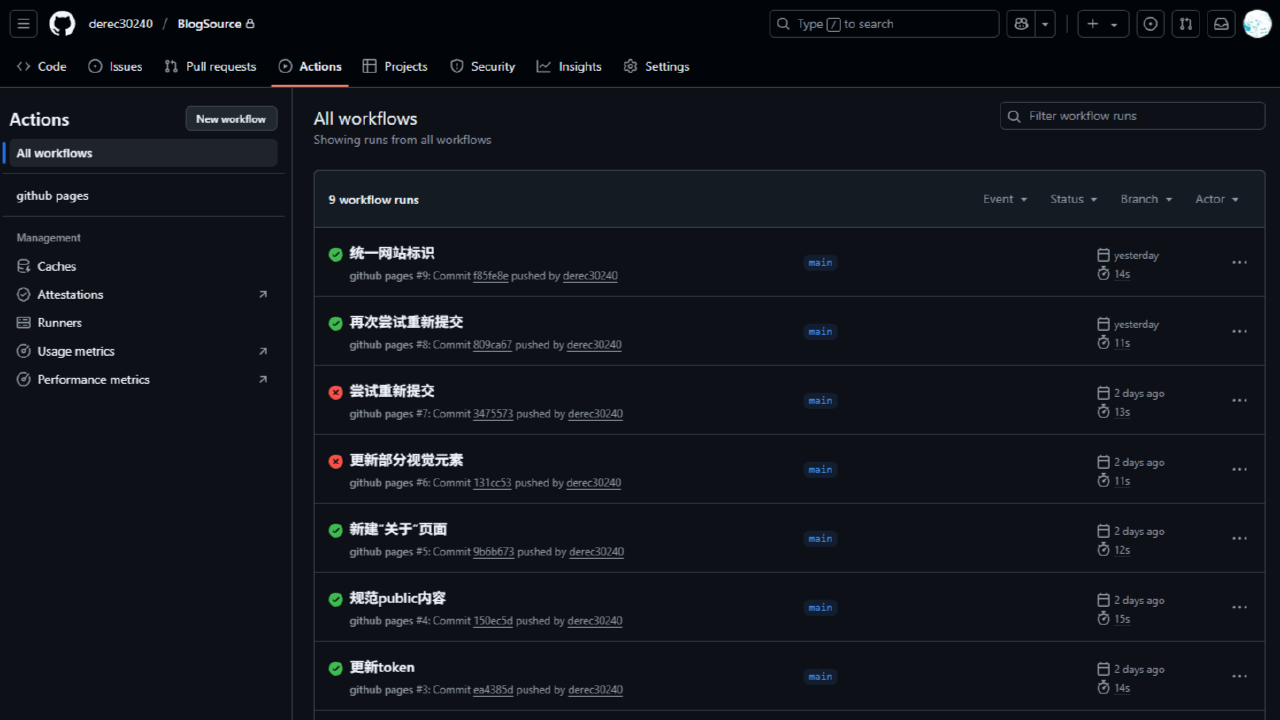 derec30240 / BlogSource
Type / to search
Code
Issues
Pull requests
Actions
Projects
Security
Insights
Settings
Actions
New workflow
All workflows
github pages
Management
Caches
Attestations
Runners
Usage metrics
Performance metrics
All workflows
Showing runs from all workflows
Filter workflow runs
9 workflow runs
Event
Status
Branch
Actor
统一网站标识
github pages #9: Commit f85fe8e pushed by derec30240
main
yesterday
14s
再次尝试重新提交
github pages #8: Commit 809ca67 pushed by derec30240
main
yesterday
11s
尝试重新提交
github pages #7: Commit 3475573 pushed by derec30240
main
2 days ago
13s
更新部分视觉元素
github pages #6: Commit 131cc53 pushed by derec30240
main
2 days ago
11s
新建“关于”页面
github pages #5: Commit 9b6b673 pushed by derec30240
main
2 days ago
12s
规范public内容
github pages #4: Commit 150ec5d pushed by derec30240
main
2 days ago
15s
更新token
github pages #3: Commit ea4385d pushed by derec30240
main
2 days ago
14s